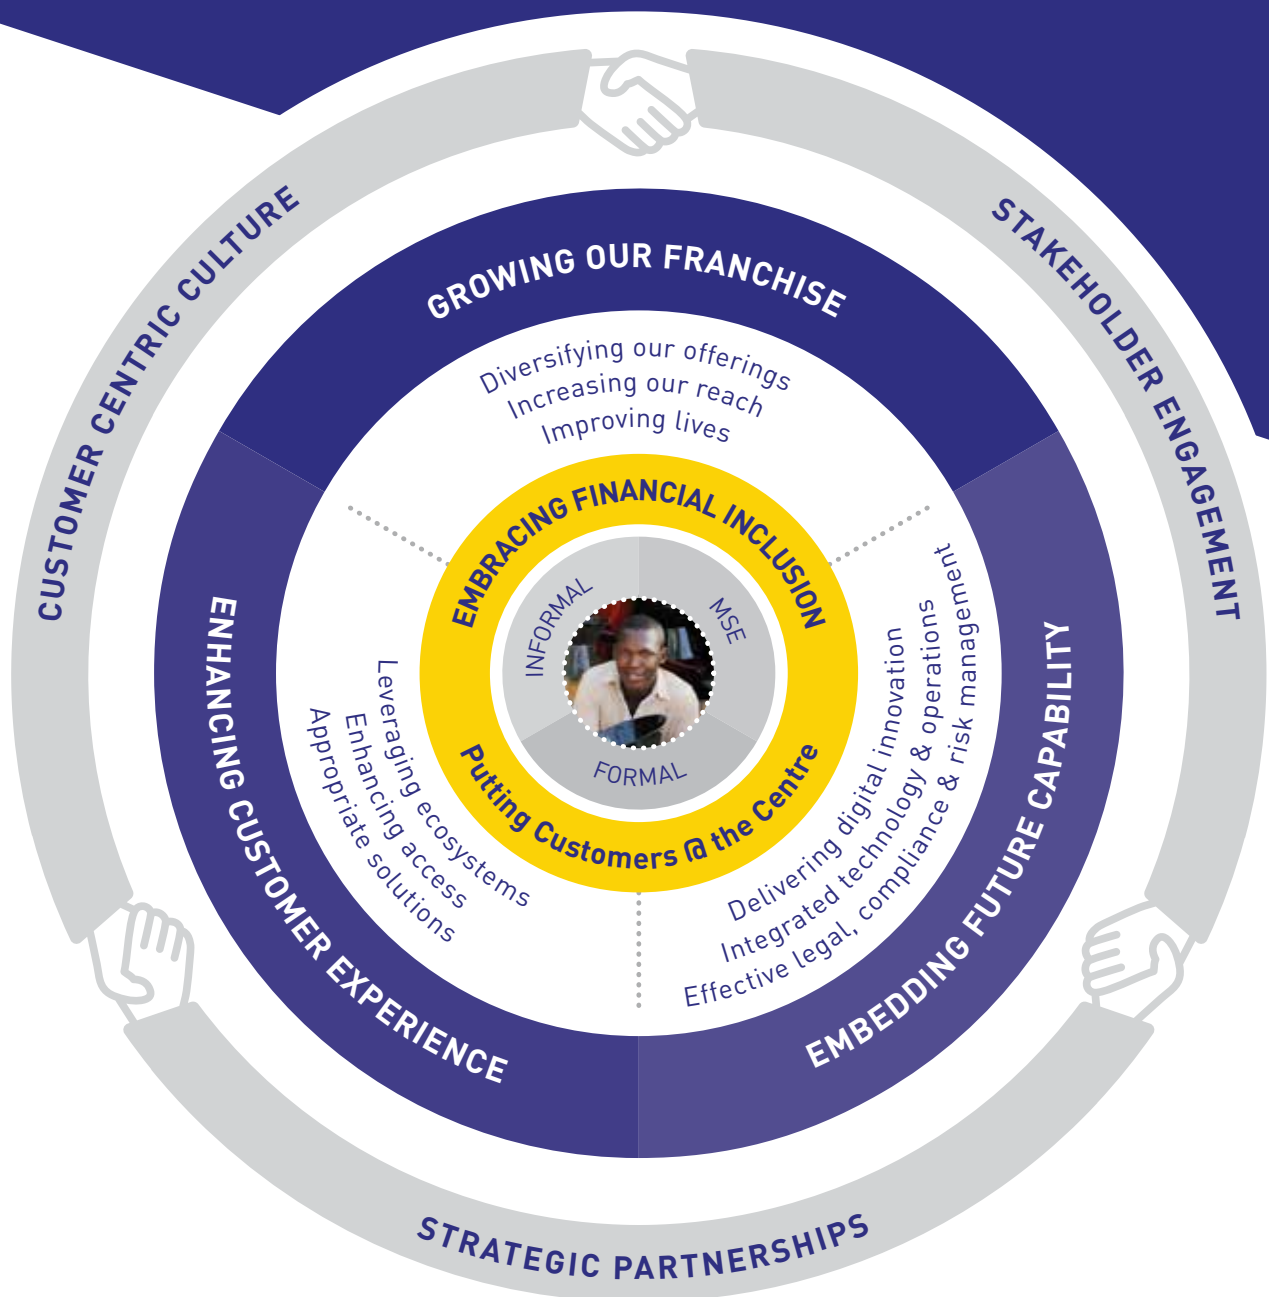 CUSTOMER CENTRIC CULTURE
STAKEHOLDER ENGAGEMENT
STRATEGIC PARTNERSHIPS
GROWING OUR FRANCHISE
Diversifying our offerings
Increasing our reach
Improving lives
EMBEDDING FUTURE CAPABILITY
Delivering digital innovation
Integrated technology & operations
Effective legal, compliance & risk management
ENHANCING CUSTOMER EXPERIENCE
Leveraging ecosystems
Enhancing access
Appropriate solutions
EMBRACING FINANCIAL INCLUSION
Putting Customers @ the Centre
INFORMAL
MSE
FORMAL